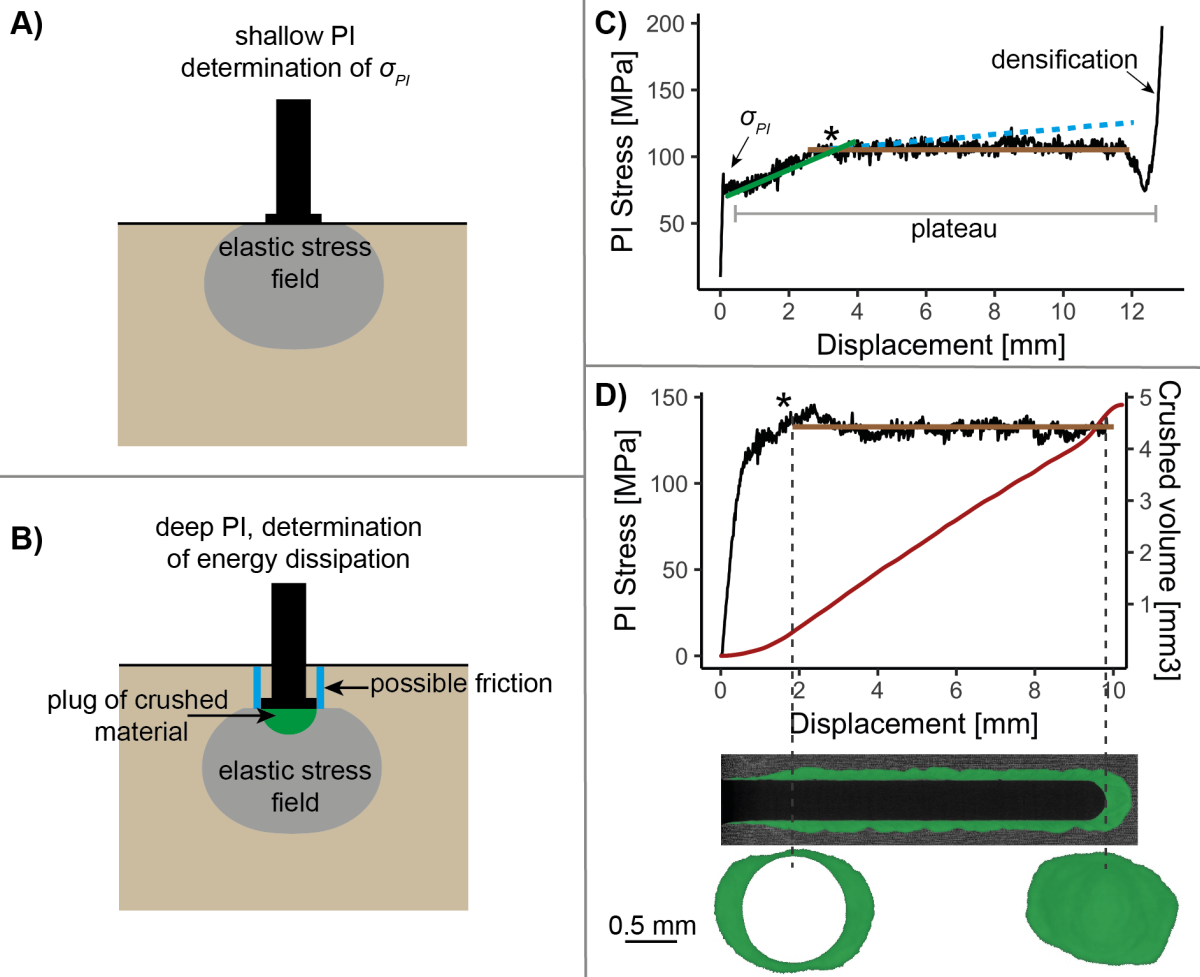 A)
shallow PI
determination of σPI
elastic stress
field
B)
deep PI, determination
of energy dissipation
possible friction
plug of crushed
material
elastic stress
field
C)
PI Stress [MPa]
200
150
100
50
σPI
*
densification
plateau
0 2 4 6 8 10 12
Displacement [mm]
D)
PI Stress [MPa]
150
100
50
0
*
5
4
3
2
1
Crushed volume [mm3]
0 2 4 6 8 10
Displacement [mm]
0.5 mm